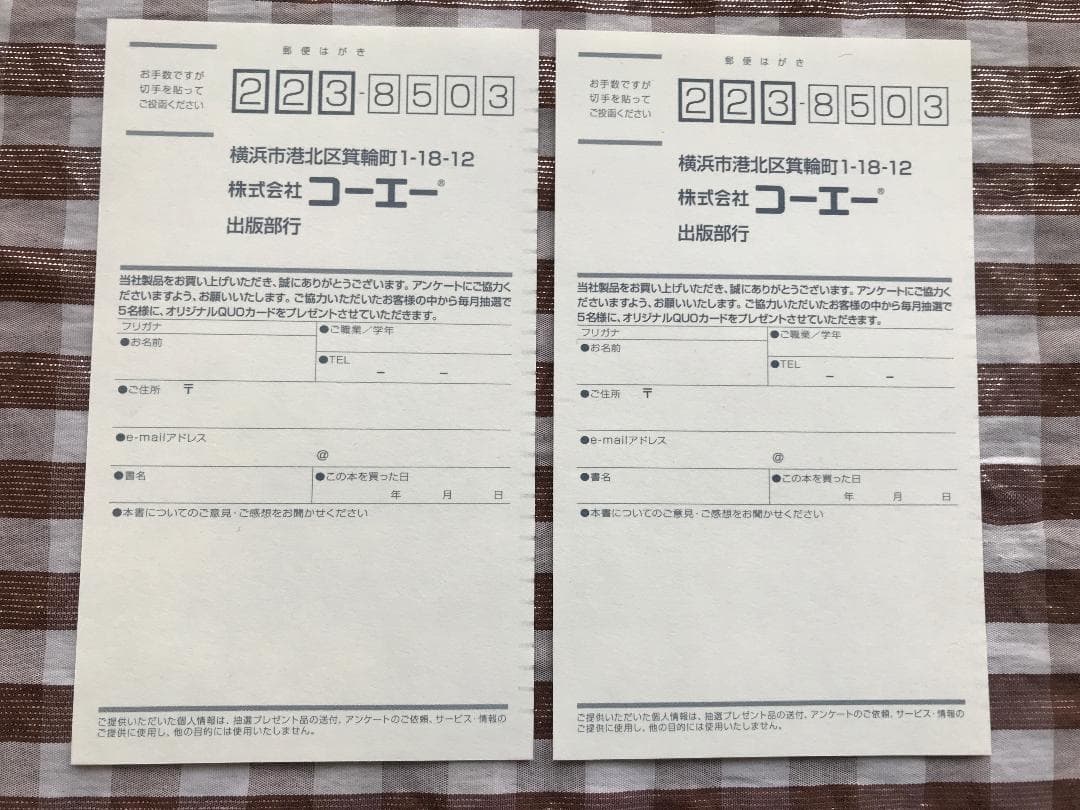 郵便はがき
お手数ですが
切手を貼って
ご投函ください
223-8503
横浜市港北区箕輪町1-18-12
株式会社 コーエー®
出版部行
当社製品をお買い上げいただき、誠にありがとうございます。アンケートにご協力く
ださいますよう、お願いいたします。ご協力いただいたお客様の中から毎月抽選で
5名様に、オリジナルQUOカードをプレゼントさせていただきます。
フリガナ
●お名前
●ご職業／学年
●TEL
－ －
●ご住所 〒
●e-mailアドレス
@
●書名
●この本を買った日
年 月 日
●本書についてのご意見・ご感想をお聞かせください
ご提供いただいた個人情報は、抽選プレゼント品の送付、アンケートのご依頼、サービス・情報の
ご提供に使用し、他の目的には使用いたしません。
郵便はがき
お手数ですが
切手を貼って
ご投函ください
223-8503
横浜市港北区箕輪町1-18-12
株式会社 コーエー®
出版部行
当社製品をお買い上げいただき、誠にありがとうございます。アンケートにご協力く
ださいますよう、お願いいたします。ご協力いただいたお客様の中から毎月抽選で
5名様に、オリジナルQUOカードをプレゼントさせていただきます。
フリガナ
●お名前
●ご職業／学年
●TEL
－ －
●ご住所 〒
●e-mailアドレス
@
●書名
●この本を買った日
年 月 日
●本書についてのご意見・ご感想をお聞かせください
ご提供いただいた個人情報は、抽選プレゼント品の送付、アンケートのご依頼、サービス・情報の
ご提供に使用し、他の目的には使用いたしません。